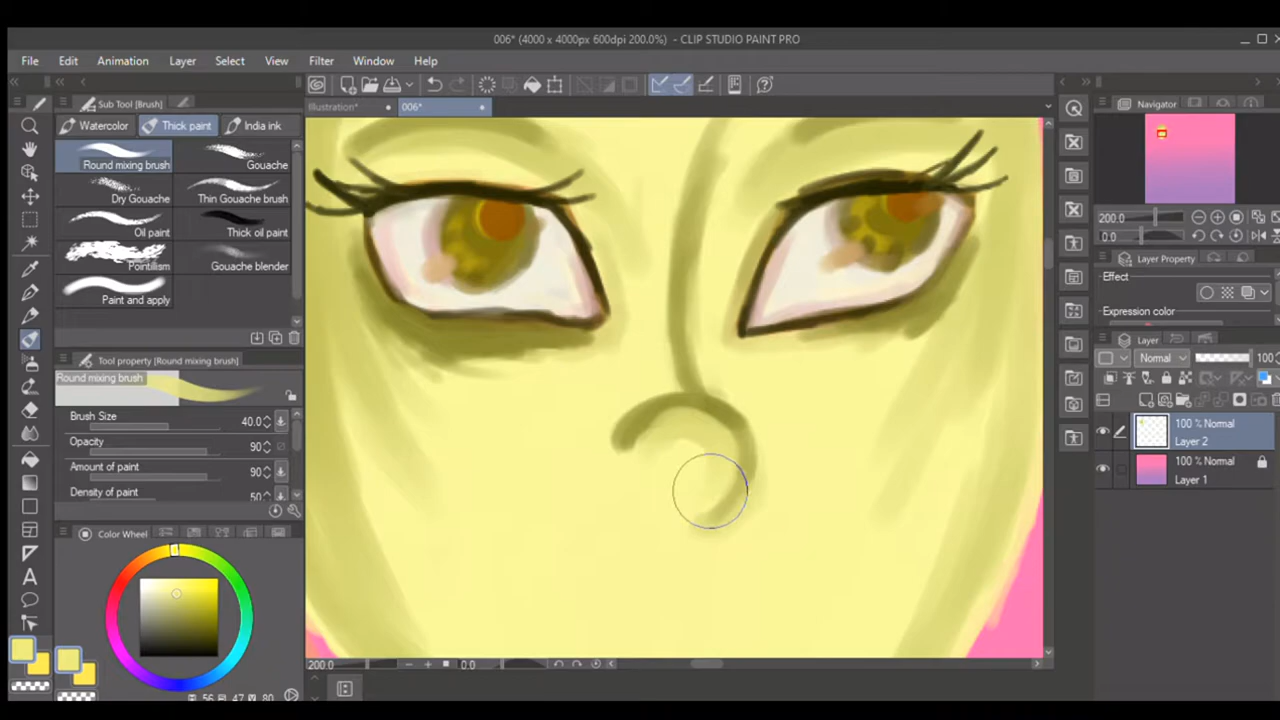 006* (4000 x 4000px 600dpi 200.0%) - CLIP STUDIO PAINT PRO
File Edit Animation Layer Select View Filter Window Help
Illustration* 006*
Sub Tool [Brush]
Watercolor Thick paint India ink
Round mixing brush Gouache
Dry Gouache Thin Gouache brush
Oil paint Thick oil paint
Pointillism Gouache blender
Paint and apply
Tool property [Round mixing brush]
Round mixing brush
Brush Size 40.0
Opacity 90
Amount of paint 90
Density of paint 50
Color Wheel
56 47 80
200.0 0.0
Navigator
200.0
0.0
Layer Property
Effect
Expression color
Layer
Normal 100
100 % Normal
Layer 2
100 % Normal
Layer 1